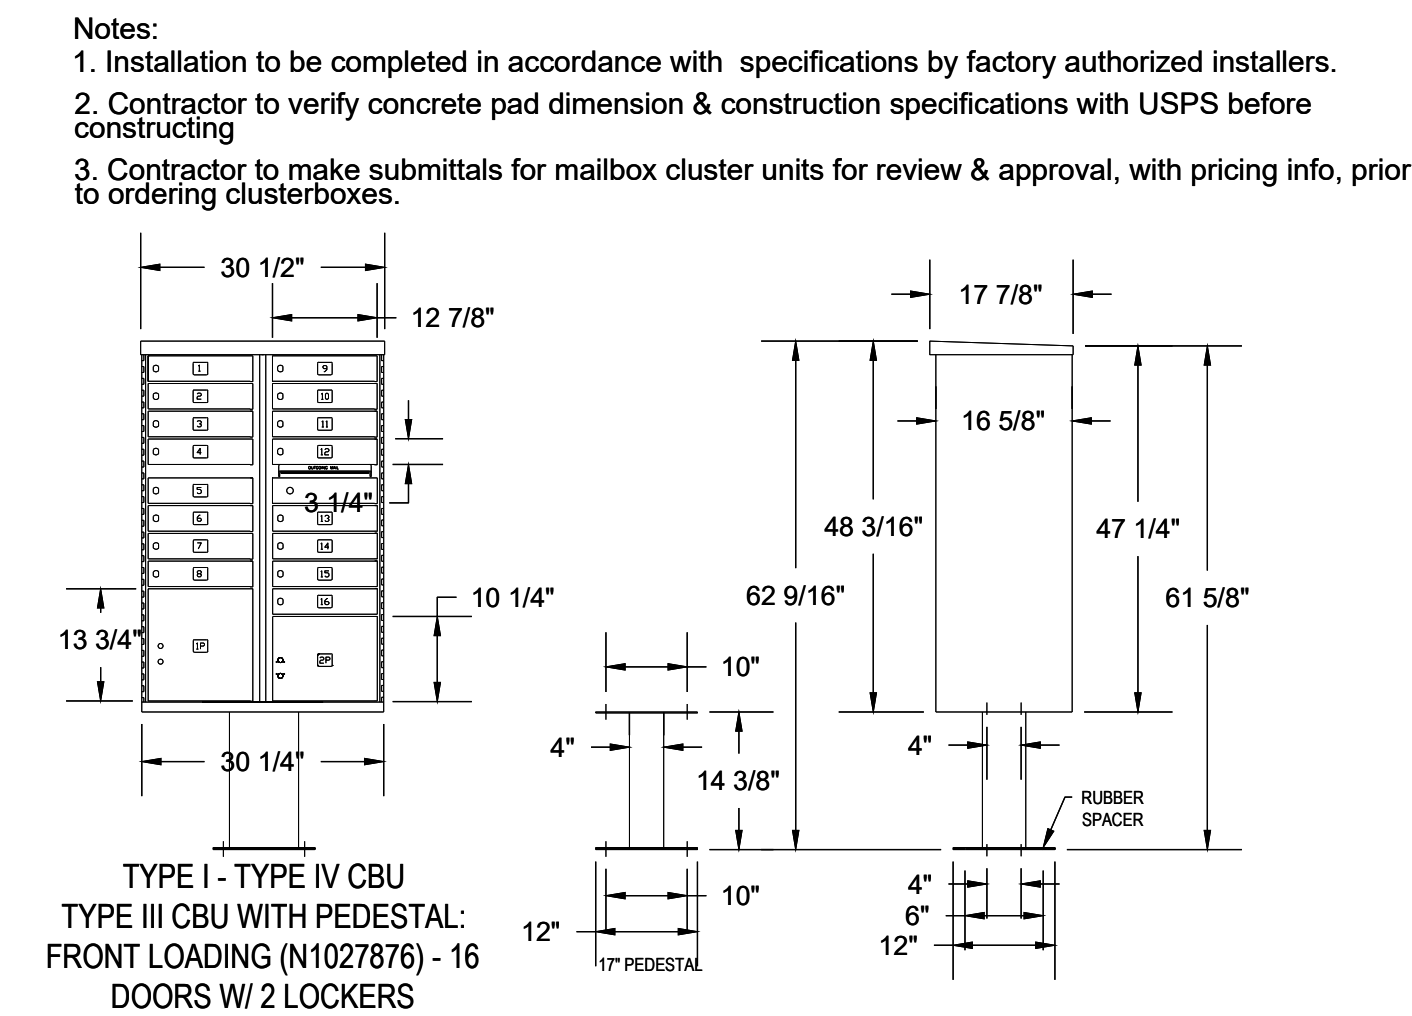 Notes:
1. Installation to be completed in accordance with specifications by factory authorized installers.
2. Contractor to verify concrete pad dimension & construction specifications with USPS before
constructing
3. Contractor to make submittals for mailbox cluster units for review & approval, with pricing info, prior
to ordering clusterboxes.
30 1/2"
12 7/8"
17 7/8"
1
9
2
10
3
11
4
12
OUTGOING MAIL
16 5/8"
5
3 1/4"
6
13
7
14
8
15
16
48 3/16"
47 1/4"
10 1/4"
62 9/16"
61 5/8"
13 3/4"
1P
2P
10"
30 1/4"
4"
4"
14 3/8"
RUBBER
SPACER
TYPE I - TYPE IV CBU
TYPE III CBU WITH PEDESTAL:
FRONT LOADING (N1027876) - 16
DOORS W/ 2 LOCKERS
10"
12"
17" PEDESTAL
4"
6"
12"